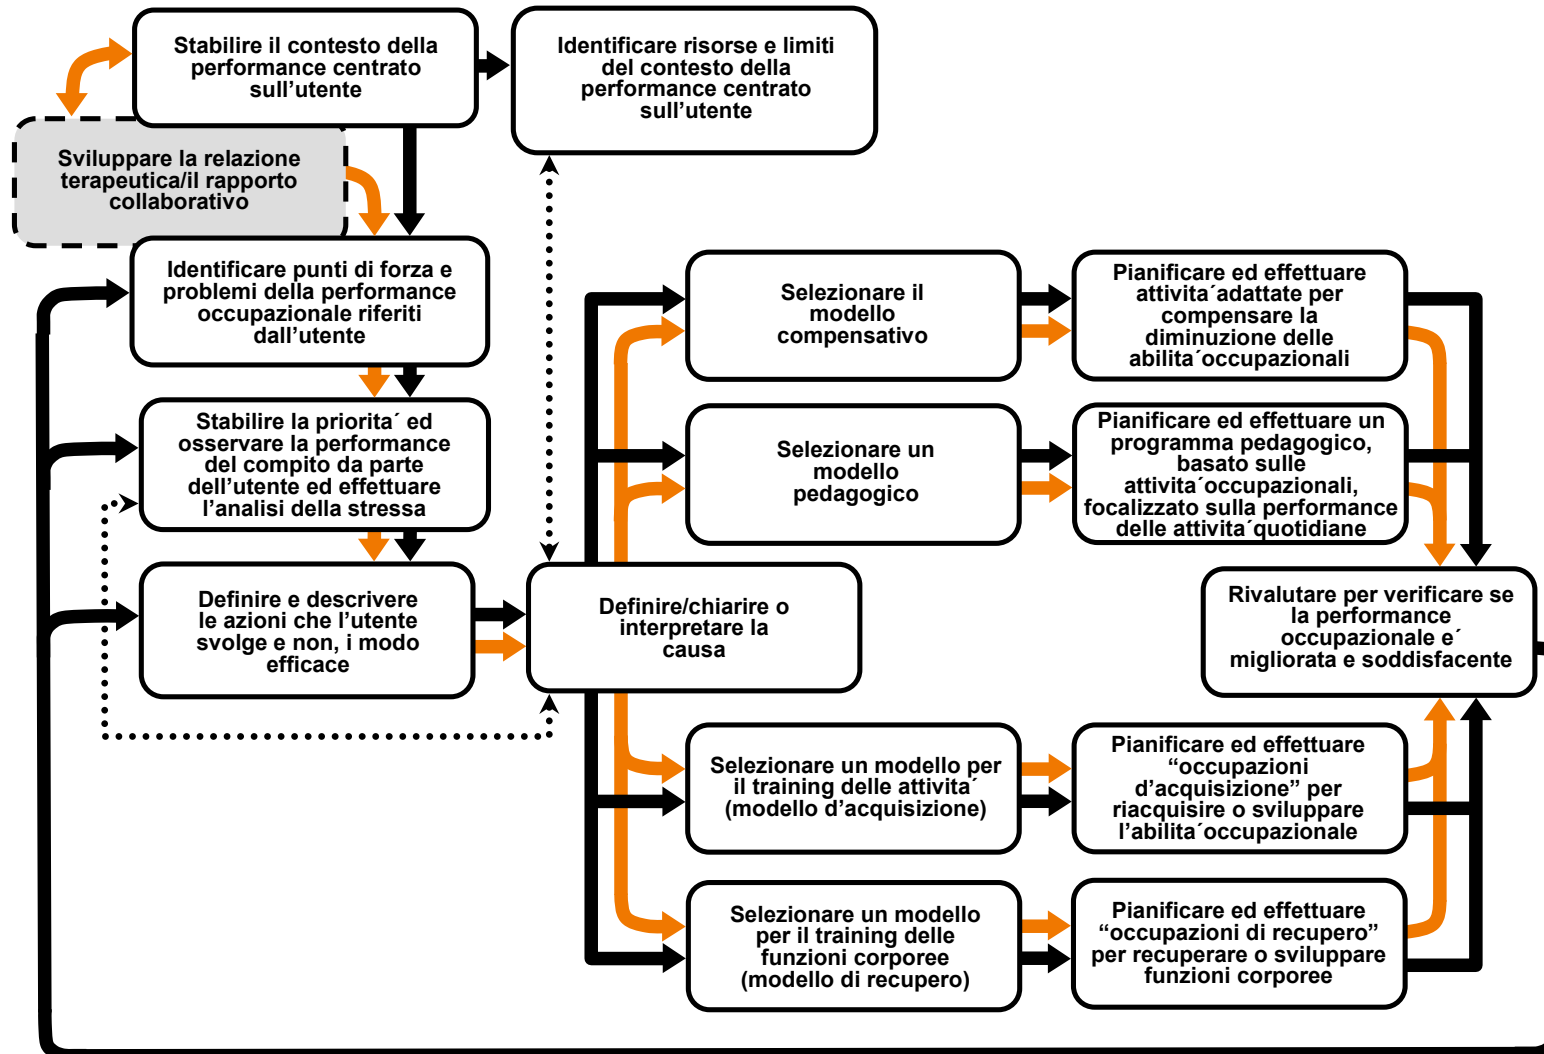 Stabilire il contesto della
performance centrato
sull’utente
Identificare risorse e limiti
del contesto della
performance centrato
sull’utente
Sviluppare la relazione
terapeutica/il rapporto
collaborativo
Identificare punti di forza e
problemi della performance
occupazionale riferiti
dall’utente
Stabilire la priorita´ ed
osservare la performance
del compito da parte
dell’utente ed effettuare
l’analisi della stressa
Definire e descrivere
le azioni che l’utente
svolge e non, i modo
efficace
Definire/chiarire o
interpretare la
causa
Selezionare il
modello
compensativo
Pianificare ed effettuare
attivita´adattate per
compensare la
diminuzione delle
abilita´occupazionali
Selezionare un
modello
pedagogico
Pianificare ed effettuare un
programma pedagogico,
basato sulle
attivita´occupazionali,
focalizzato sulla performance
delle attivita´quotidiane
Selezionare un modello per
il training delle attivita´
(modello d’acquisizione)
Pianificare ed effettuare
“occupazioni
d’acquisizione” per
riacquisire o sviluppare
l’abilita´occupazionale
Selezionare un modello
per il training delle
funzioni corporee
(modello di recupero)
Pianificare ed effettuare
“occupazioni di recupero”
per recuperare o sviluppare
funzioni corporee
Rivalutare per verificare se
la performance
occupazionale e´
migliorata e soddisfacente